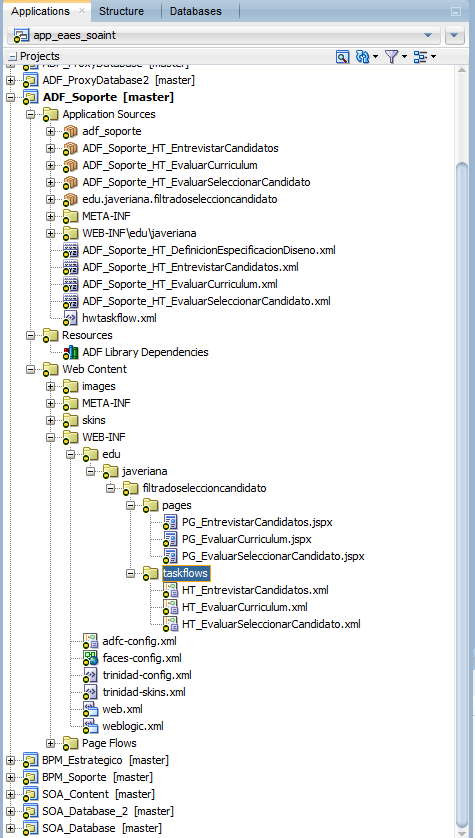 Applications Structure Databases
app_eaes_soaint
Projects
ADF_ProxyDatabase [master]
ADF_ProxyDatabase2 [master]
ADF_Soporte [master]
Application Sources
adf_soporte
ADF_Soporte_HT_EntrevistarCandidatos
ADF_Soporte_HT_EvaluarCurriculum
ADF_Soporte_HT_EvaluarSeleccionarCandidato
edu.javeriana.filtradoseleccioncandidato
META-INF
WEB-INF\edu\javeriana
ADF_Soporte_HT_DefinicionEspecificacionDiseno.xml
ADF_Soporte_HT_EntrevistarCandidatos.xml
ADF_Soporte_HT_EvaluarCurriculum.xml
ADF_Soporte_HT_EvaluarSeleccionarCandidato.xml
hwtaskflow.xml
Resources
ADF Library Dependencies
Web Content
images
META-INF
skins
WEB-INF
edu
javeriana
filtradoseleccioncandidato
pages
PG_EntrevistarCandidatos.jspx
PG_EvaluarCurriculum.jspx
PG_EvaluarSeleccionarCandidato.jspx
taskflows
HT_EntrevistarCandidatos.xml
HT_EvaluarCurriculum.xml
HT_EvaluarSeleccionarCandidato.xml
adfc-config.xml
faces-config.xml
trinidad-config.xml
trinidad-skins.xml
web.xml
weblogic.xml
Page Flows
BPM_Estrategico [master]
BPM_Soporte [master]
SOA_Content [master]
SOA_Database_2 [master]
SOA_Database [master]